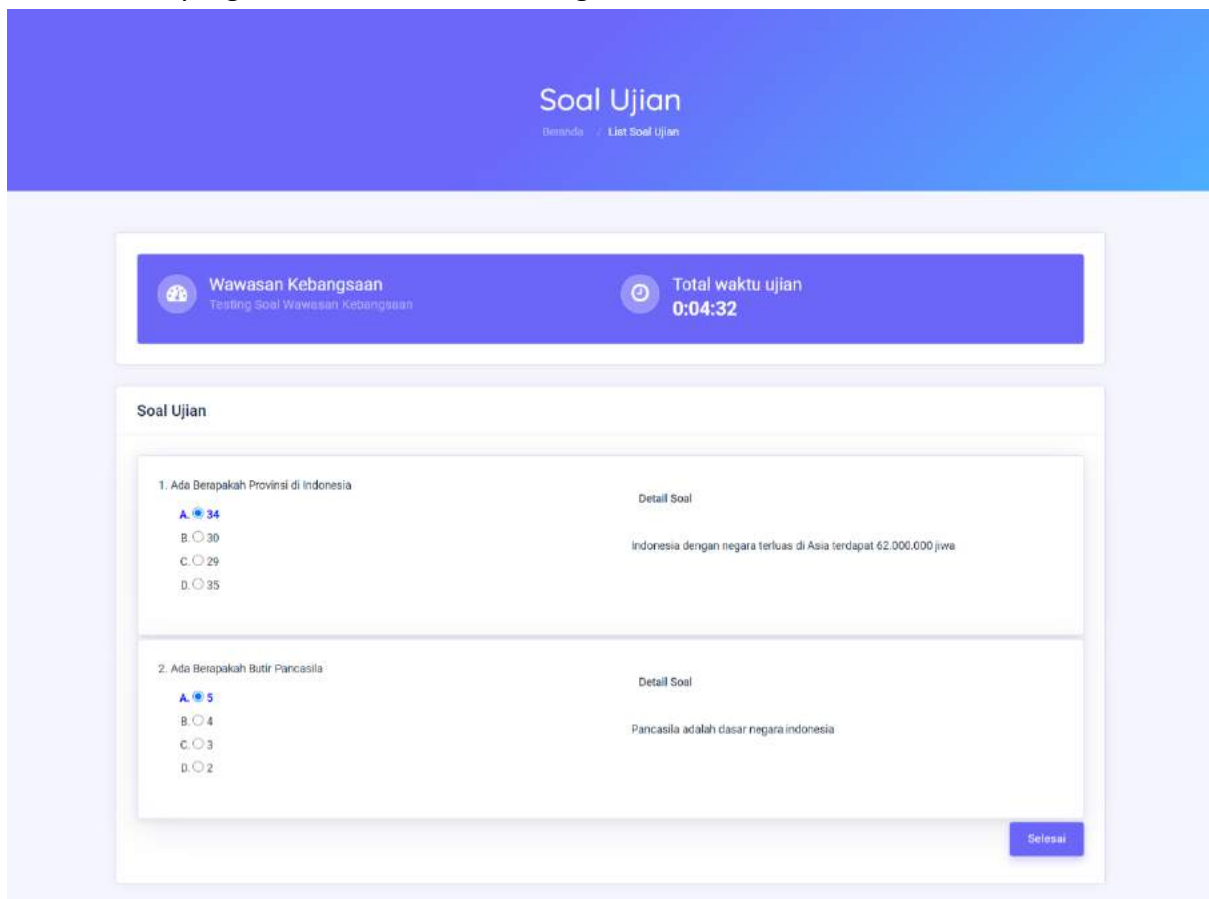 Soal Ujian
Beranda / List Soal Ujian
Wawasan Kebangsaan
Testing Soal Wawasan Kebangsaan
Total waktu ujian
0:04:32
Soal Ujian
1. Ada Berapakah Provinsi di Indonesia
A. 34
B. 30
C. 29
D. 35
Detail Soal
Indonesia dengan negara terluas di Asia terdapat 62.000.000 jiwa
2. Ada Berapakah Butir Pancasila
A. 5
B. 4
C. 3
D. 2
Detail Soal
Pancasila adalah dasar negara indonesia
Selesai